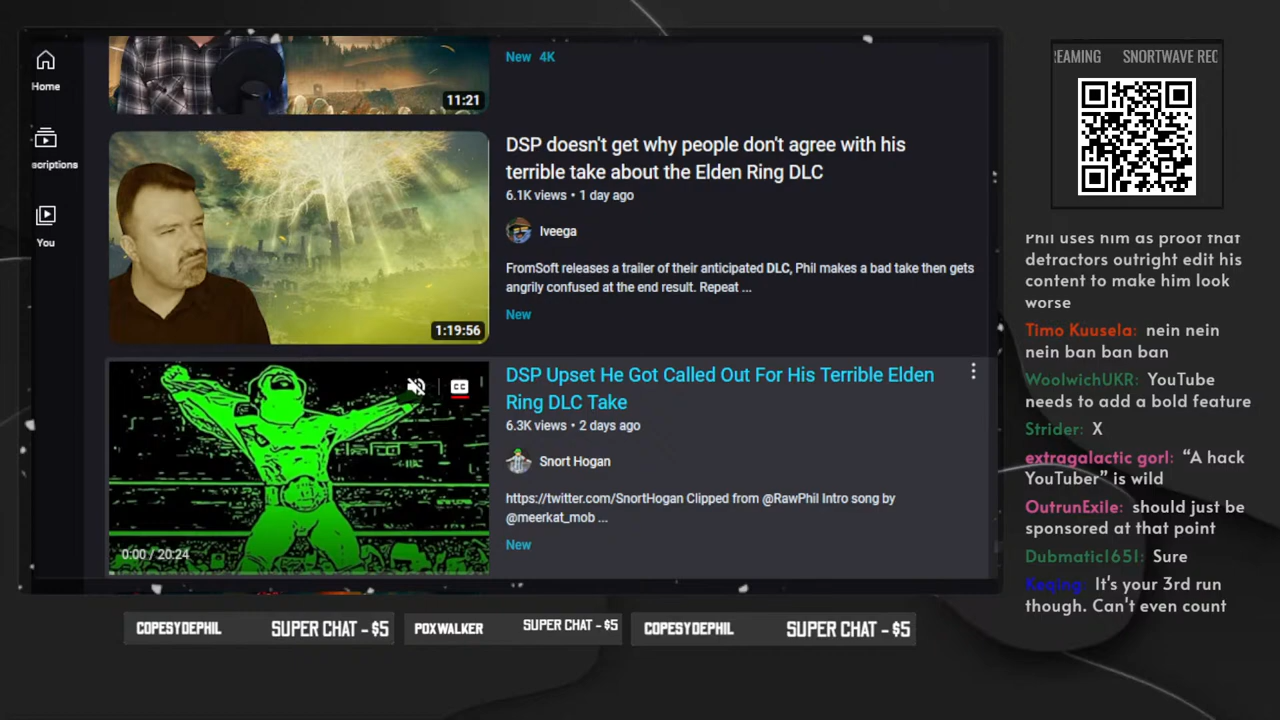 Home
scriptions
You
New 4K
11:21
DSP doesn't get why people don't agree with his
terrible take about the Elden Ring DLC
6.1K views • 1 day ago
Iveega
FromSoft releases a trailer of their anticipated DLC, Phil makes a bad take then gets
angrily confused at the end result. Repeat ...
New
1:19:56
CC
DSP Upset He Got Called Out For His Terrible Elden
Ring DLC Take
6.3K views • 2 days ago
Snort Hogan
https://twitter.com/SnortHogan Clipped from @RawPhil Intro song by
@meerkat_mob ...
New
0:00 / 20:24
EAMING SNORTWAVE REC
Phil uses him as proof that
detractors outright edit his
content to make him look
worse
Timo Kuusela: nein nein
nein ban ban ban
WoolwichUKR: YouTube
needs to add a bold feature
Strider: X
extragalactic gorl: “A hack
YouTuber” is wild
OutrunExile: should just be
sponsored at that point
Dubmatic1651: Sure
Keqing: It's your 3rd run
though. Can't even count
COPESYDEPHIL SUPER CHAT - $5
POXWALKER SUPER CHAT - $5
COPESYDEPHIL SUPER CHAT - $5